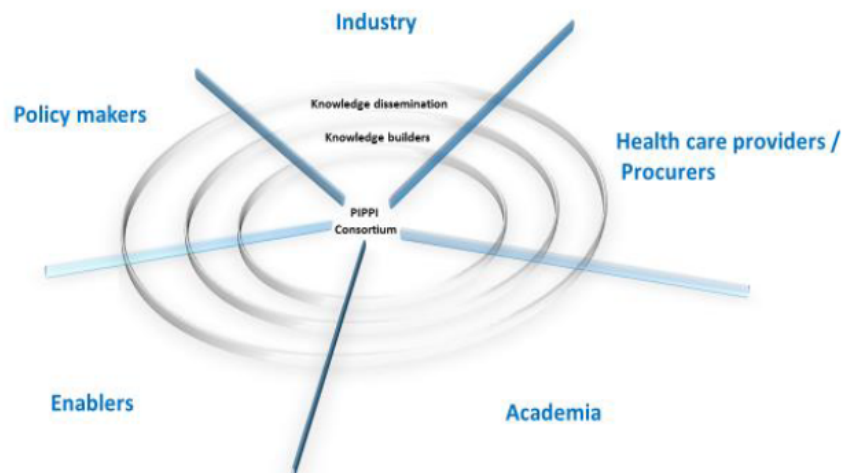 Industry
Policy makers
Knowledge dissemination
Knowledge builders
Health care providers /
Procurers
PIPPI
Consortium
Enablers
Academia